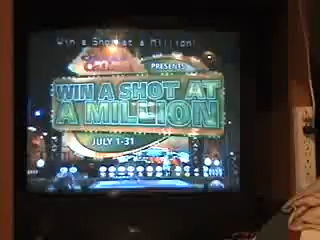 Win a Shot at a Million!
PRESENTS
WIN A SHOT AT
A MILLION
JULY 1-31